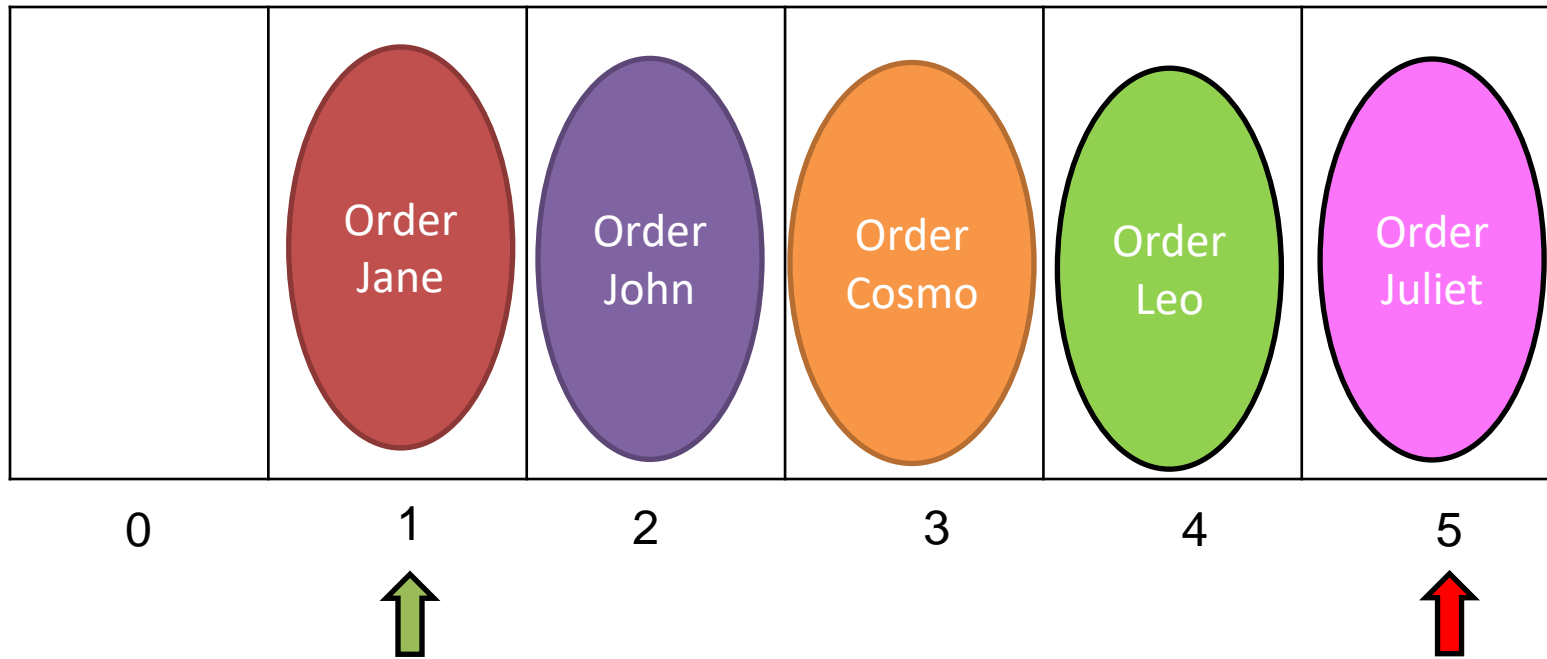 Order
Jane
Order
John
Order
Cosmo
Order
Leo
Order
Juliet
0 1 2 3 4 5